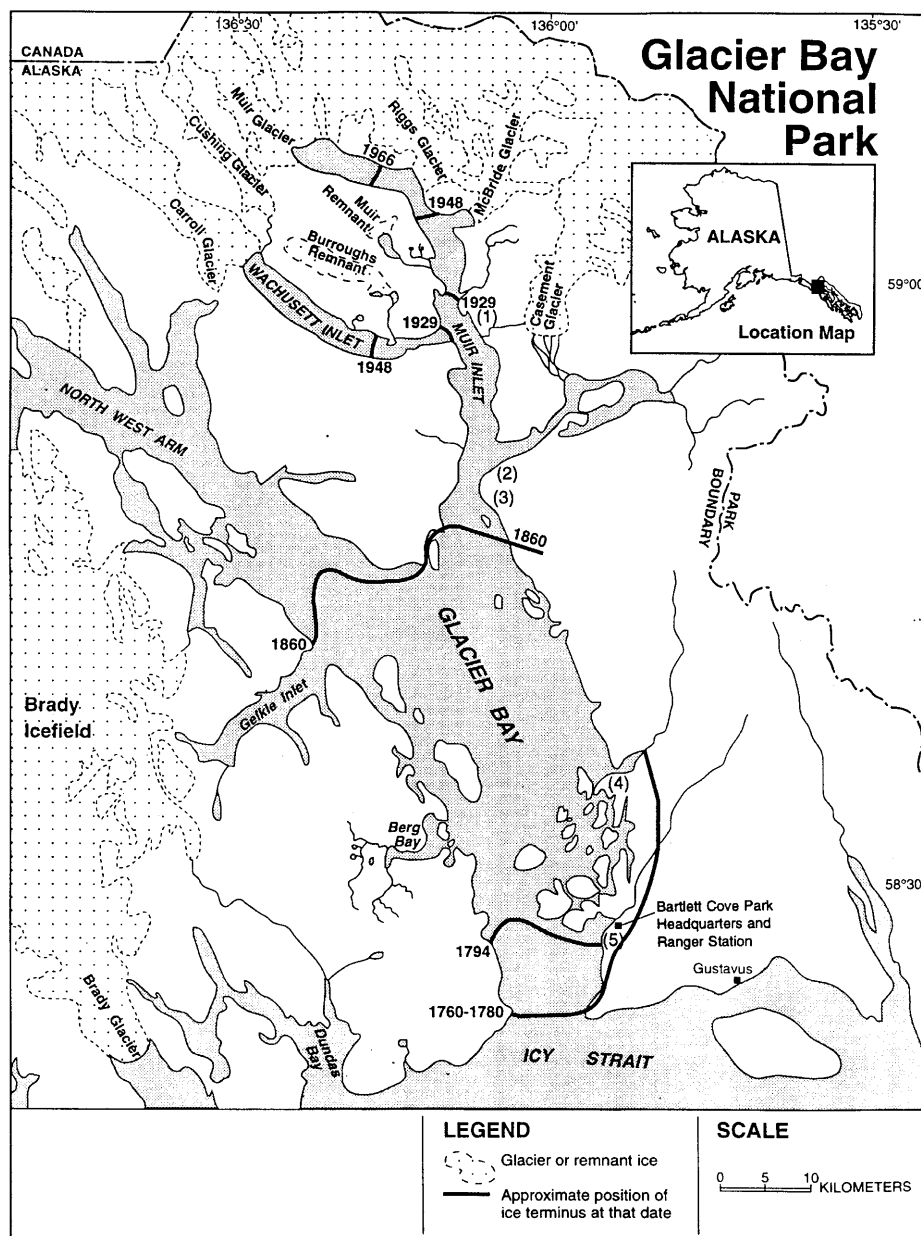 136°30'
136°00'
135°30'
CANADA
ALASKA
Glacier Bay
National
Park
Muir Glacier
Cushing Glacier
Carroll Glacier
Riggs Glacier
McBride Glacier
1966
Muir
Remnant
1948
Burroughs
Remnant
Casement
Glacier
ALASKA
Location Map
59°00
WACHUSETT INLET
1929
(1)
1929
1948
MUIR INLET
NORTH WEST ARM
(2)
(3)
PARK
BOUNDARY
1860
1860
GLACIER BAY
Geikie Inlet
Brady
Icefield
(4)
Berg
Bay
58°30
Bartlett Cove Park
Headquarters and
Ranger Station
(5)
1794
Gustavus
1760-1780
Brady Glacier
Dundas
Bay
ICY STRAIT
LEGEND
Glacier or remnant ice
Approximate position of
ice terminus at that date
SCALE
0 5 10
KILOMETERS